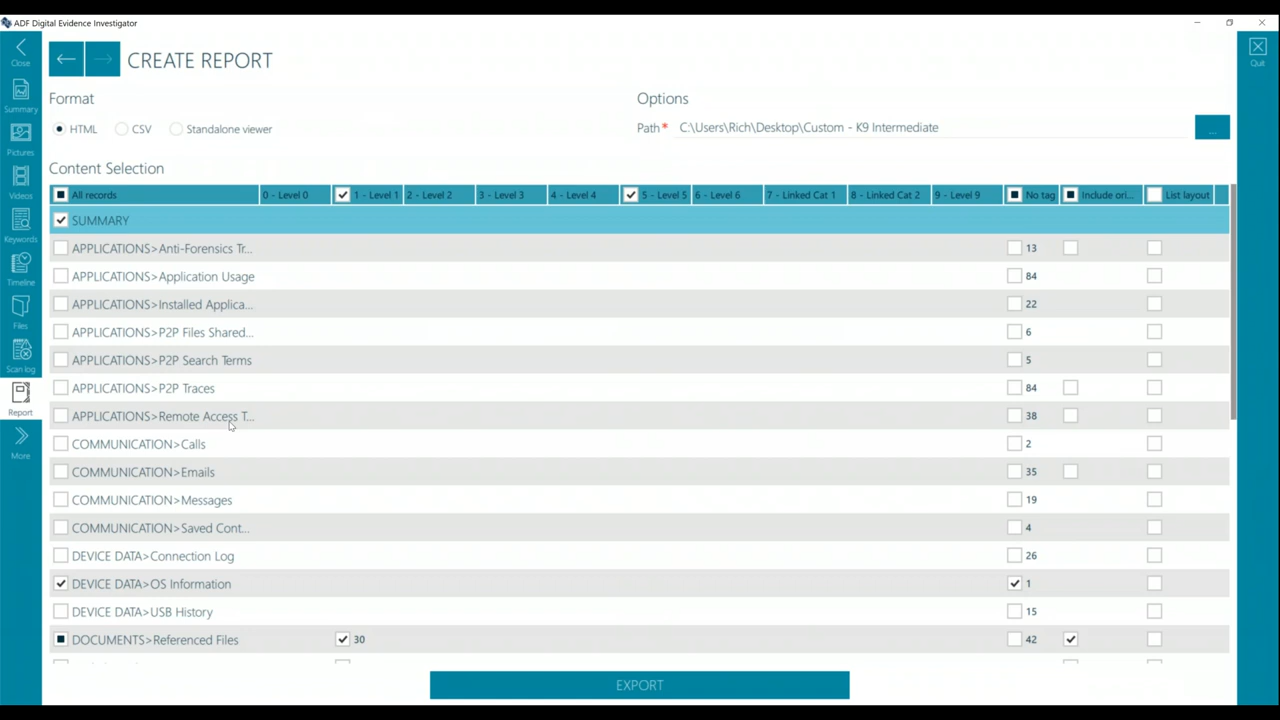 ADF Digital Evidence Investigator
Close
Summary
Pictures
Videos
Keywords
Timeline
Files
Scan log
Report
More
Quit
CREATE REPORT
Format
HTML CSV Standalone viewer
Options
Path* C:\Users\Rich\Desktop\Custom - K9 Intermediate ...
Content Selection
All records 0 - Level 0 1 - Level 1 2 - Level 2 3 - Level 3 4 - Level 4 5 - Level 5 6 - Level 6 7 - Linked Cat 1 8 - Linked Cat 2 9 - Level 9 No tag Include ori... List layout
SUMMARY
APPLICATIONS>Anti-Forensics Tr... 13
APPLICATIONS>Application Usage 84
APPLICATIONS>Installed Applica... 22
APPLICATIONS>P2P Files Shared... 6
APPLICATIONS>P2P Search Terms 5
APPLICATIONS>P2P Traces 84
APPLICATIONS>Remote Access T... 38
COMMUNICATION>Calls 2
COMMUNICATION>Emails 35
COMMUNICATION>Messages 19
COMMUNICATION>Saved Cont... 4
DEVICE DATA>Connection Log 26
DEVICE DATA>OS Information 1
DEVICE DATA>USB History 15
DOCUMENTS>Referenced Files 30 42
EXPORT